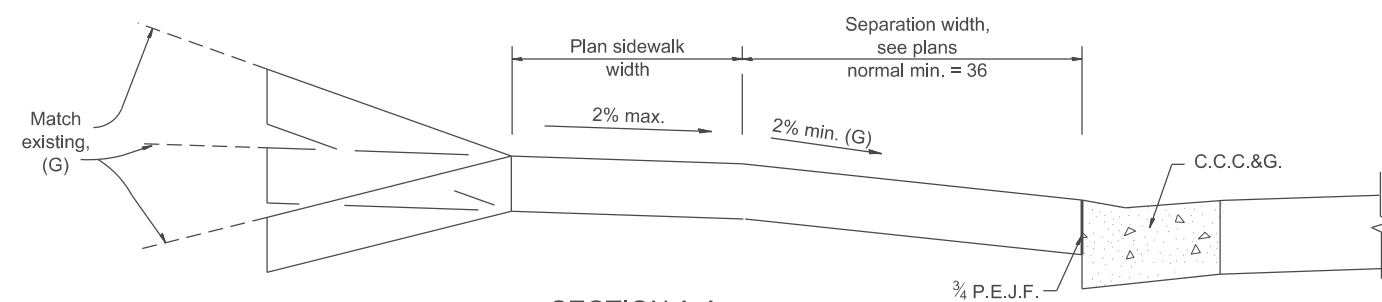 Separation width,
see plans
normal min. = 36
Plan sidewalk
width
2% max.
2% min. (G)
Match
existing,
(G)
C.C.C.&G.
¾ P.E.J.F.